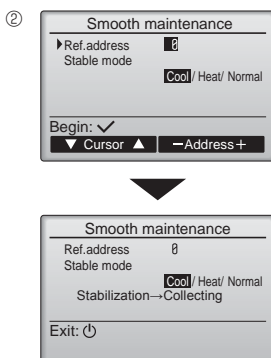 ②
Smooth maintenance
Ref.address 0
Stable mode
Cool / Heat/ Normal
Begin: ✓
▼ Cursor ▲ −Address+
Smooth maintenance
Ref.address 0
Stable mode
Cool / Heat/ Normal
Stabilization→Collecting
Exit: ⏻